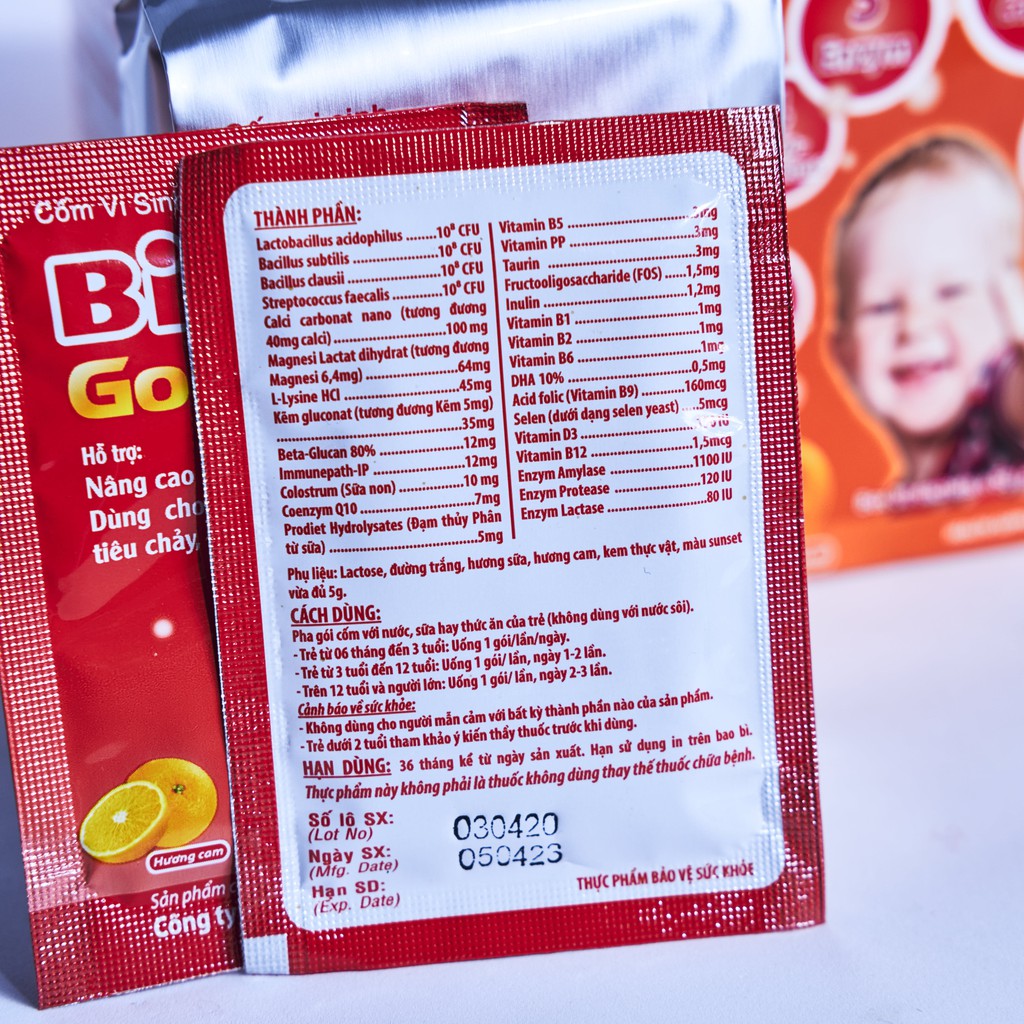 Cốm Vi Sin
Bi
Go
Hỗ trợ:
Nâng cao
Dùng cho
tiêu chảy,
Hương cam
Sản phẩm
Công ty
THÀNH PHẦN:
Lactobacillus acidophilus ......10⁸ CFU
Bacillus subtilis ......10⁸ CFU
Bacillus clausii ......10⁸ CFU
Streptococcus faecalis ......10⁸ CFU
Calci carbonat nano (tương đương
40mg calci) ......100 mg
Magnesi Lactat dihydrat (tương đương
Magnesi 6,4mg) ......64mg
L-Lysine HCl ......45mg
Kẽm gluconat (tương đương Kẽm 5mg)
......35mg
Beta-Glucan 80% ......12mg
Immunepath-IP ......12mg
Colostrum (Sữa non) ......10 mg
Coenzym Q10 ......7mg
Prodiet Hydrolysates (Đạm thủy Phân
từ sữa) ......5mg
Vitamin B5 ......3mg
Vitamin PP ......3mg
Taurin ......3mg
Fructooligosaccharide (FOS) ......1,5mg
Inulin ......1,2mg
Vitamin B1 ......1mg
Vitamin B2 ......1mg
Vitamin B6 ......1mg
DHA 10% ......0,5mg
Acid folic (Vitamin B9) ......160mcg
Selen (dưới dạng selen yeast) ......5mcg
Vitamin D3 ......
Vitamin B12 ......1,5mcg
Enzym Amylase ......1100 IU
Enzym Protease ......120 IU
Enzym Lactase ......80 IU
Phụ liệu: Lactose, đường trắng, hương sữa, hương cam, kem thực vật, màu sunset
vừa đủ 5g.
CÁCH DÙNG:
Pha gói cốm với nước, sữa hay thức ăn của trẻ (không dùng với nước sôi).
- Trẻ từ 06 tháng đến 3 tuổi: Uống 1 gói/lần/ngày.
- Trẻ từ 3 tuổi đến 12 tuổi: Uống 1 gói/ lần, ngày 1-2 lần.
- Trên 12 tuổi và người lớn: Uống 1 gói/ lần, ngày 2-3 lần.
Cảnh báo về sức khỏe:
- Không dùng cho người mẫn cảm với bất kỳ thành phần nào của sản phẩm.
- Trẻ dưới 2 tuổi tham khảo ý kiến thầy thuốc trước khi dùng.
HẠN DÙNG: 36 tháng kể từ ngày sản xuất. Hạn sử dụng in trên bao bì.
Thực phẩm này không phải là thuốc không dùng thay thế thuốc chữa bệnh.
Số lô SX:
(Lot No)
030420
Ngày SX:
(Mfg. Date)
050423
Hạn SD:
(Exp. Date)
THỰC PHẨM BẢO VỆ SỨC KHỎE